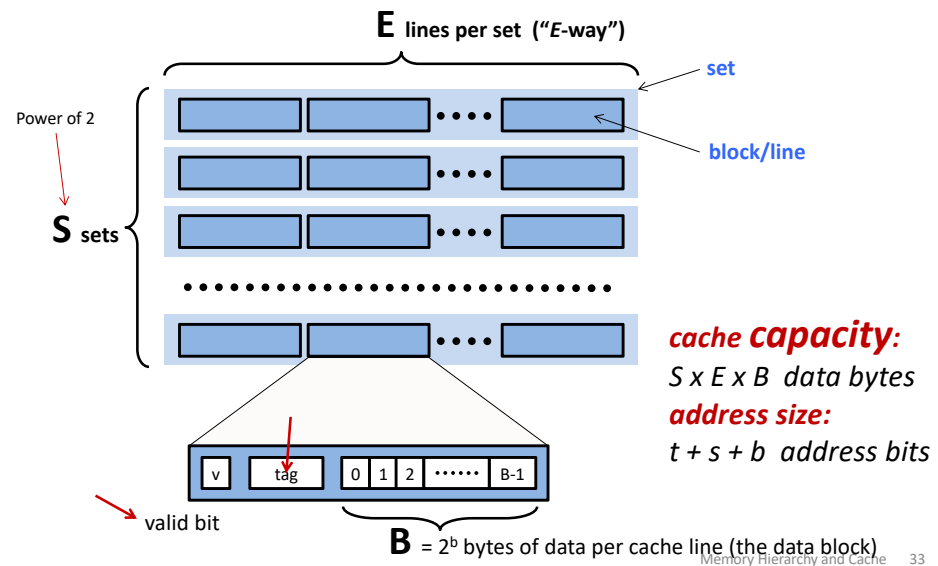 E lines per set (“E-way”)
set
Power of 2
block/line
S sets
cache capacity:
S x E x B data bytes
address size:
t + s + b address bits
v tag 0 1 2 ...... B-1
valid bit
B = 2ᵇ bytes of data per cache line (the data block)
Memory Hierarchy and Cache 33